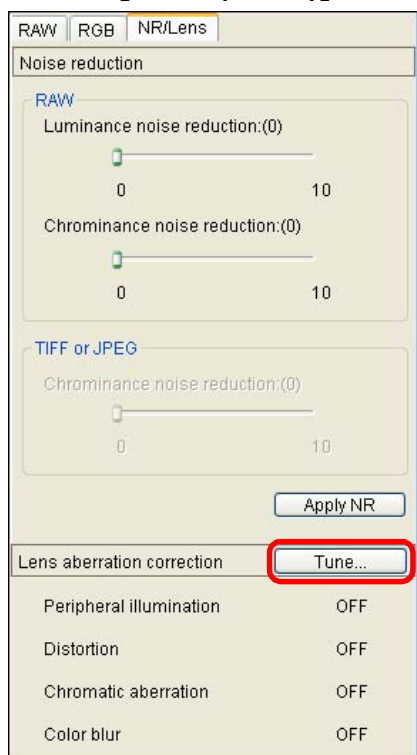 RAW RGB NR/Lens
Noise reduction
RAW
Luminance noise reduction:(0)
0 10
Chrominance noise reduction:(0)
0 10
TIFF or JPEG
Chrominance noise reduction:(0)
0 10
Apply NR
Lens aberration correction Tune...
Peripheral illumination OFF
Distortion OFF
Chromatic aberration OFF
Color blur OFF